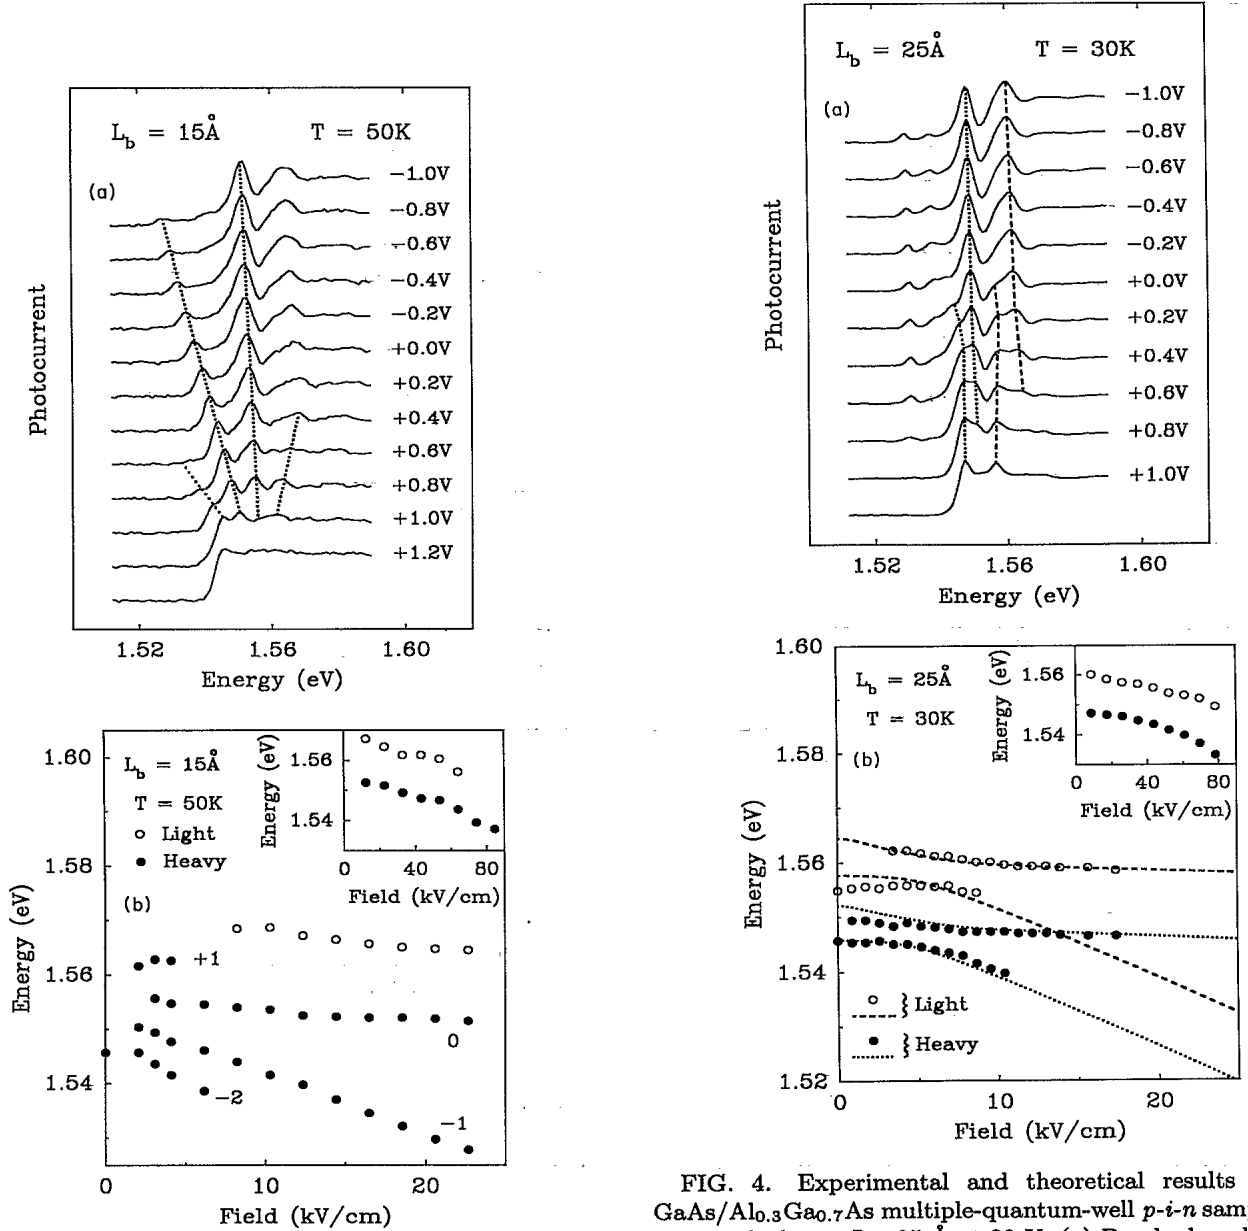 L_b = 15Å T = 50K
(a)
−1.0V
−0.8V
−0.6V
−0.4V
−0.2V
+0.0V
+0.2V
+0.4V
+0.6V
+0.8V
+1.0V
+1.2V
Photocurrent
1.52 1.56 1.60
Energy (eV)
1.60
1.58
1.56
1.54
Energy (eV)
L_b = 15Å
T = 50K
○ Light
● Heavy
(b)
+1
0
−1
−2
1.56
1.54
Energy (eV)
0 40 80
Field (kV/cm)
0 10 20
Field (kV/cm)
L_b = 25Å T = 30K
(a)
−1.0V
−0.8V
−0.6V
−0.4V
−0.2V
+0.0V
+0.2V
+0.4V
+0.6V
+0.8V
+1.0V
Photocurrent
1.52 1.56 1.60
Energy (eV)
1.60
1.58
1.56
1.54
1.52
Energy (eV)
L_b = 25Å
T = 30K
(b)
1.56
1.54
Energy (eV)
0 40 80
Field (kV/cm)
○ Light
● Heavy
0 10 20
Field (kV/cm)
FIG. 4. Experimental and theoretical results
GaAs/Al0.3Ga0.7As multiple-quantum-well p-i-n sam